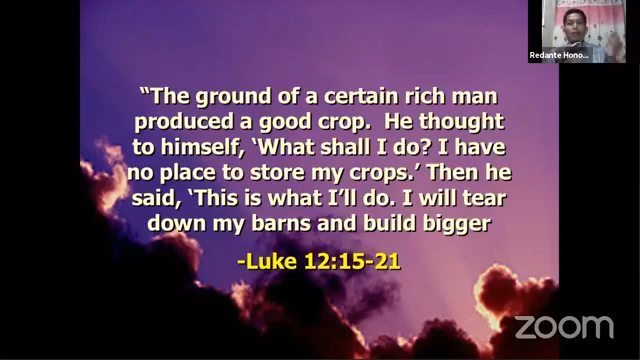 Redante Hono...
“The ground of a certain rich man
produced a good crop. He thought
to himself, ‘What shall I do? I have
no place to store my crops.’ Then he
said, ‘This is what I’ll do. I will tear
down my barns and build bigger
-Luke 12:15-21
zoom